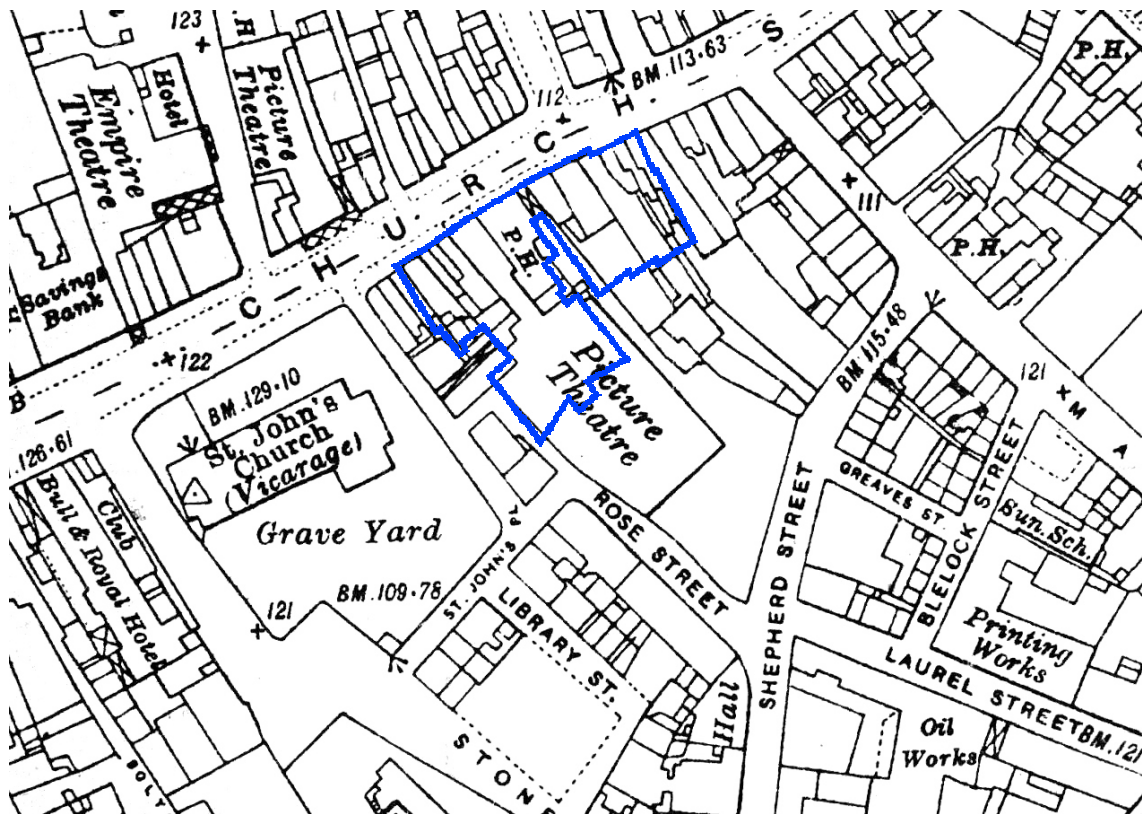 123
H
Picture
Theatre
Hotel
Empire
Theatre
BM.113·63
S
T
P.H.
112
C
R
U
H
C
111
P.H.
P.H.
Savings
Bank
122
B
BM.129·10
St. John's
Church
(Vicarage)
Grave Yard
126·61
Club
Bull & Royal Hotel
121
BM.109·78
ST. JOHN'S
PL.
Picture
Theatre
BM.115·48
121
M
A
ROSE STREET
LIBRARY ST.
SHEPHERD STREET
GREAVES ST.
BLELOCK STREET
Sun. Sch.
Printing
Works
LAUREL STREET
BM.121
Hall
Oil
Works
STONE
BOLT